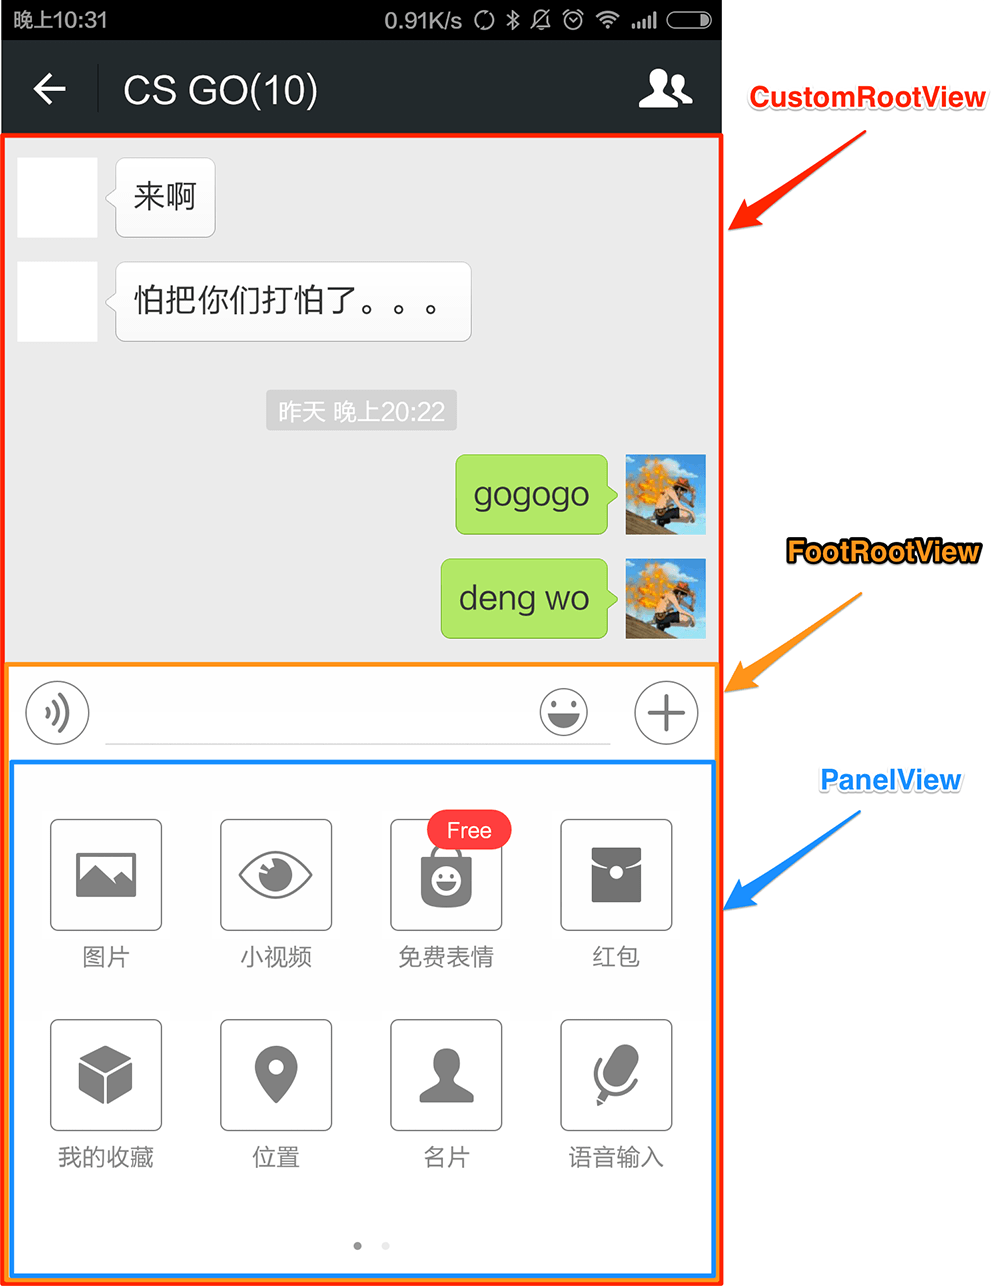 晚上10:31
0.91K/s
CS GO(10)
CustomRootView
来啊
怕把你们打怕了。。。
昨天 晚上20:22
gogogo
FootRootView
deng wo
PanelView
Free
图片
小视频
免费表情
红包
我的收藏
位置
名片
语音输入